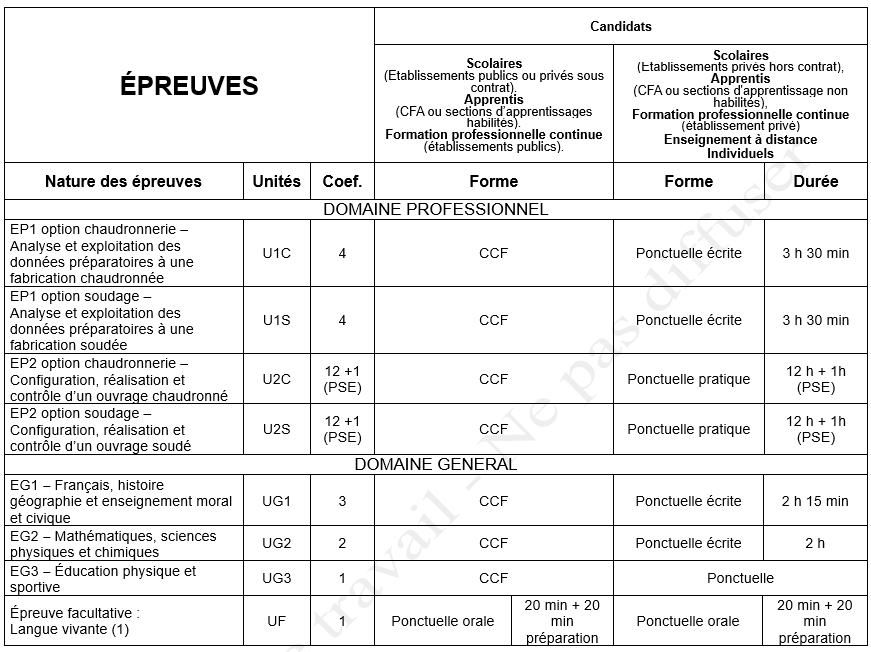 ÉPREUVES
Candidats
Scolaires
(Etablissements publics ou privés sous
contrat).
Apprentis
(CFA ou sections d'apprentissages
habilités).
Formation professionnelle continue
(établissements publics).
Scolaires
(Etablissements privés hors contrat),
Apprentis
(CFA ou sections d'apprentissage non
habilités),
Formation professionnelle continue
(établissement privé)
Enseignement à distance
Individuels
Nature des épreuves Unités Coef. Forme Forme Durée
DOMAINE PROFESSIONNEL
EP1 option chaudronnerie –
Analyse et exploitation des
données préparatoires à une
fabrication chaudronnée
U1C 4 CCF Ponctuelle écrite 3 h 30 min
EP1 option soudage –
Analyse et exploitation des
données préparatoires à une
fabrication soudée
U1S 4 CCF Ponctuelle écrite 3 h 30 min
EP2 option chaudronnerie –
Configuration, réalisation et
contrôle d'un ouvrage chaudronné
U2C
12 +1
(PSE)
CCF Ponctuelle pratique
12 h + 1h
(PSE)
EP2 option soudage –
Configuration, réalisation et
contrôle d'un ouvrage soudé
U2S
12 +1
(PSE)
CCF Ponctuelle pratique
12 h + 1h
(PSE)
DOMAINE GENERAL
EG1 – Français, histoire
géographie et enseignement moral
et civique
UG1 3 CCF Ponctuelle écrite 2 h 15 min
EG2 – Mathématiques, sciences
physiques et chimiques
UG2 2 CCF Ponctuelle écrite 2 h
EG3 – Éducation physique et
sportive
UG3 1 CCF Ponctuelle
Épreuve facultative :
Langue vivante (1)
UF 1 Ponctuelle orale
20 min + 20
min
préparation
Ponctuelle orale
20 min + 20
min
préparation
travail - Ne pas diffuser